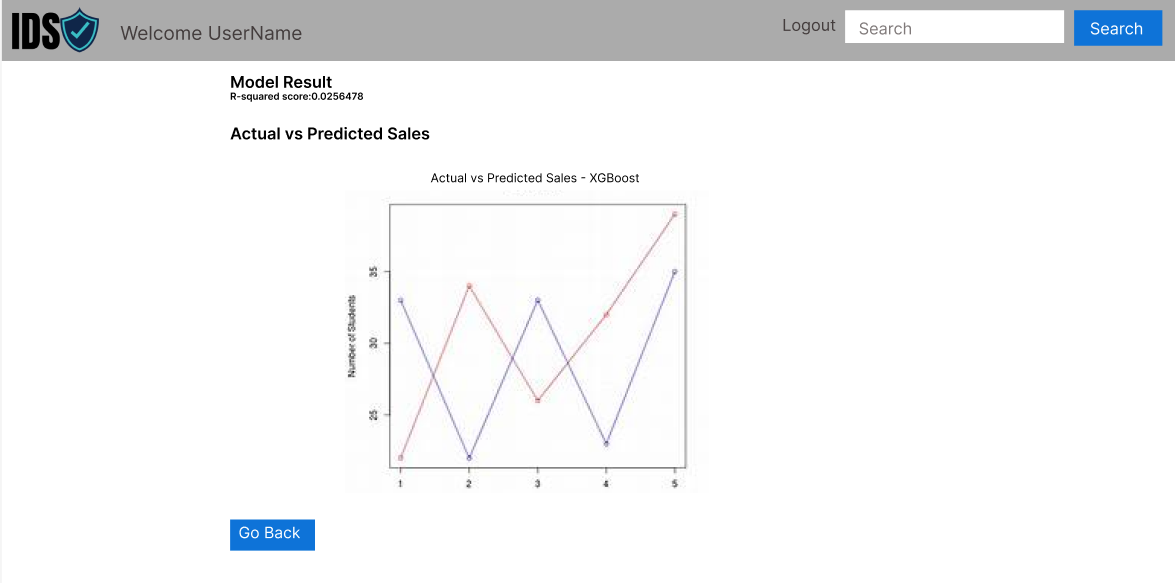 IDS
Welcome UserName
Logout
Search
Search
Model Result
R-squared score:0.0256478
Actual vs Predicted Sales
Actual vs Predicted Sales - XGBoost
Number of Students
35
30
25
1 2 3 4 5
Go Back